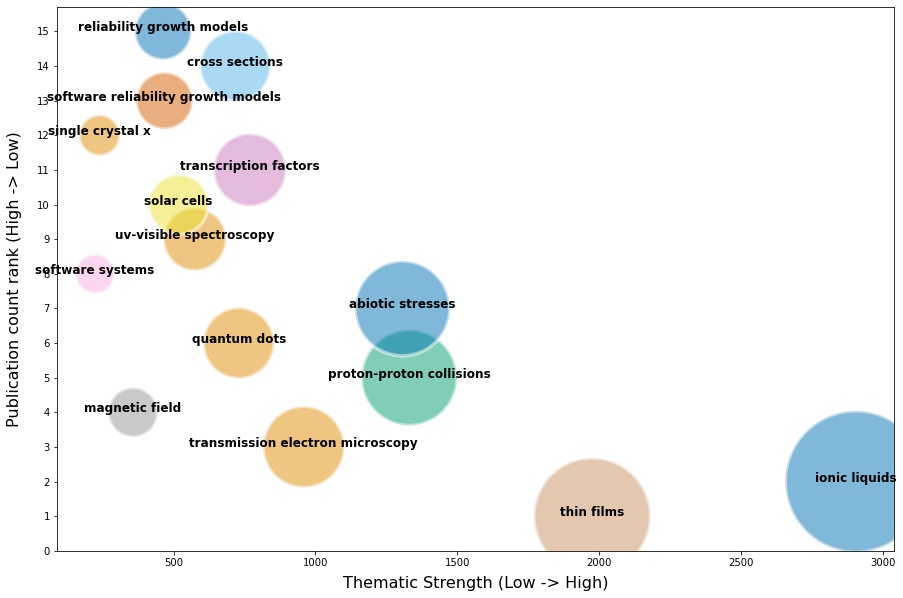 15
reliability growth models
14
cross sections
13
software reliability growth models
12
single crystal x
11
transcription factors
10
solar cells
9
uv-visible spectroscopy
8
software systems
7
abiotic stresses
6
quantum dots
5
proton-proton collisions
4
magnetic field
3
transmission electron microscopy
2
ionic liquids
1
thin films
0
500
1000
1500
2000
2500
3000
Thematic Strength (Low -> High)
Publication count rank (High -> Low)